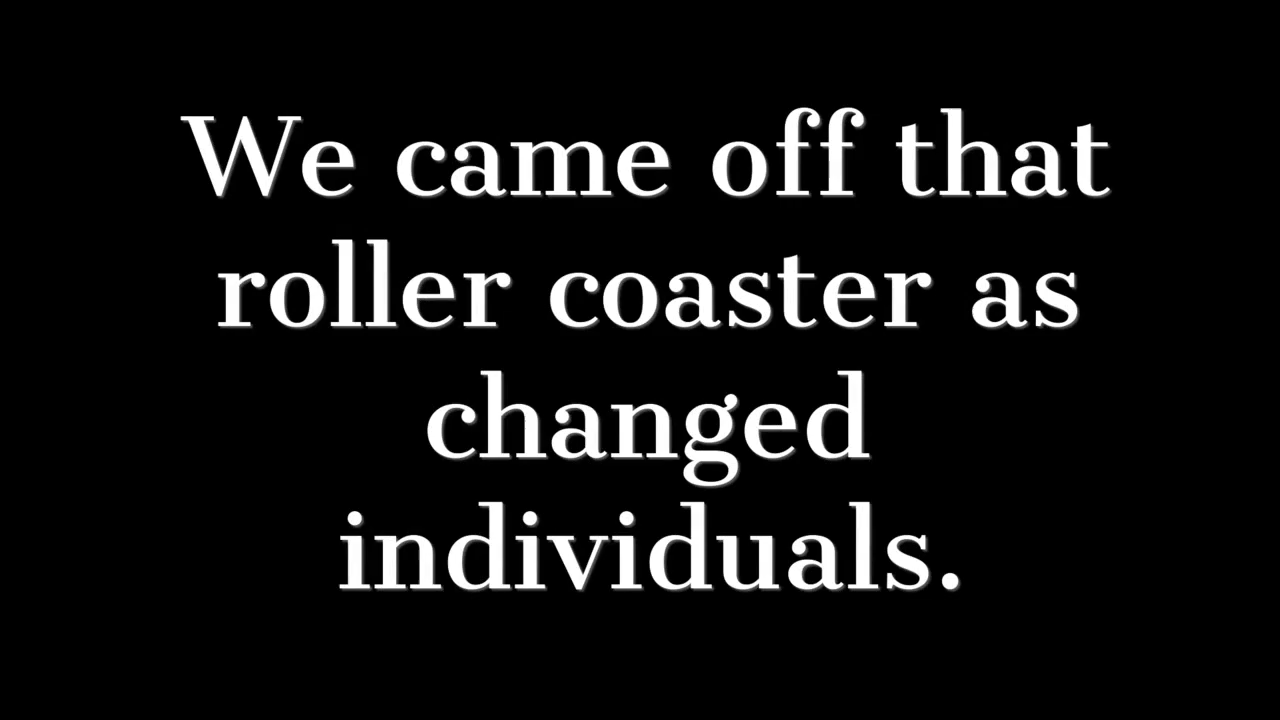 We came off that
roller coaster as
changed
individuals.